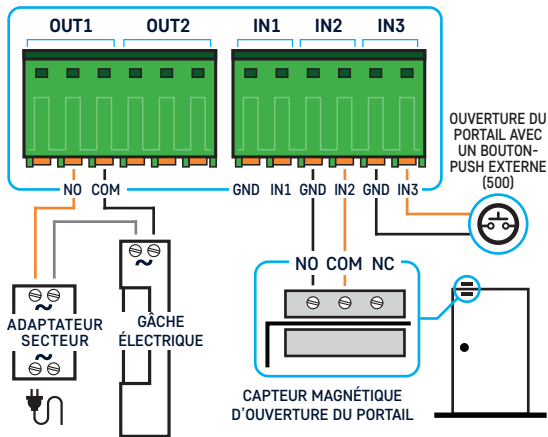 OUT1 OUT2 IN1 IN2 IN3
OUVERTURE DU
PORTAIL AVEC
UN BOUTON-
PUSH EXTERNE
(500)
NO COM GND IN1 GND IN2 GND IN3
NO COM NC
ADAPTATEUR
SECTEUR
GÂCHE
ÉLECTRIQUE
CAPTEUR MAGNÉTIQUE
D'OUVERTURE DU PORTAIL